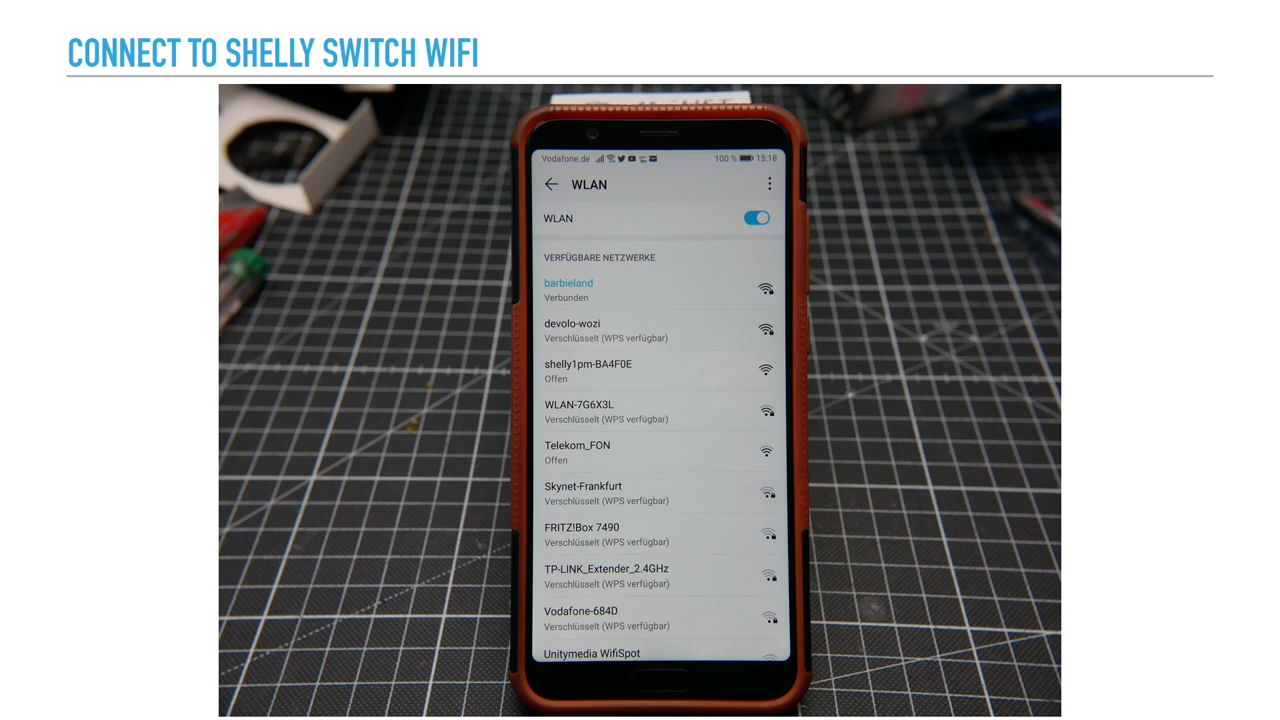 CONNECT TO SHELLY SWITCH WIFI
Vodafone.de 100 % 15:18
WLAN
WLAN
VERFÜGBARE NETZWERKE
barbieland
Verbunden
devolo-wozi
Verschlüsselt (WPS verfügbar)
shelly1pm-BA4F0E
Offen
WLAN-7G6X3L
Verschlüsselt (WPS verfügbar)
Telekom_FON
Offen
Skynet-Frankfurt
Verschlüsselt (WPS verfügbar)
FRITZ!Box 7490
Verschlüsselt (WPS verfügbar)
TP-LINK_Extender_2.4GHz
Verschlüsselt (WPS verfügbar)
Vodafone-684D
Verschlüsselt (WPS verfügbar)
Unitymedia WifiSpot